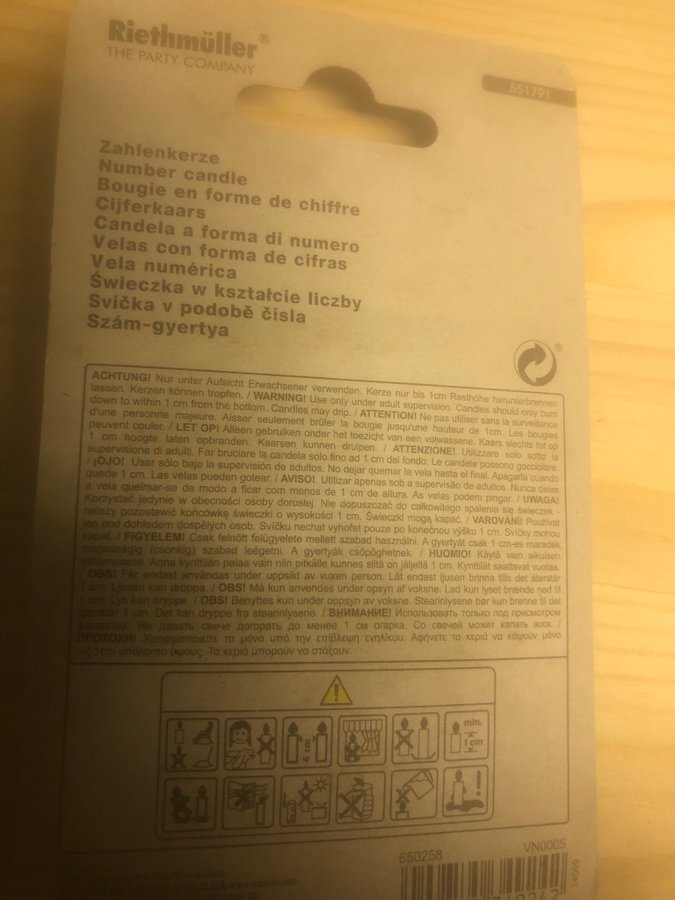 Riethmüller®
THE PARTY COMPANY
551791
Zahlenkerze
Number candle
Bougie en forme de chiffre
Cijferkaars
Candela a forma di numero
Velas con forma de cifras
Vela numérica
Świeczka w kształcie liczby
Svíčka v podobě čísla
Szám-gyertya
®
ACHTUNG! Nur unter Aufsicht Erwachsener verwenden. Kerze nur bis 1cm Resthöhe herunterbrennen
lassen. Kerzen können tropfen. / WARNING! Use only under adult supervision. Candles should only burn
down to within 1 cm from the bottom. Candles may drip. / ATTENTION! Ne pas utiliser sans la surveillance
d'une personne majeure. Aisser seulement brûler la bougie jusqu'une hauteur de 1cm. Les bougies
peuvent couler. / LET OP! Alleen gebruiken onder het toezicht van een volwassene. Kaars slechts tot op
1 cm hoogte laten opbranden. Kaarsen kunnen druipen. / ATTENZIONE! Utilizzare solo sotto la
supervisione di adulti. Far bruciare la candela solo fino ad 1 cm dal fondo. Le candele possono gocciolare.
/ ¡OJO! Usar sólo bajo la supervisión de adultos. No dejar quemar la vela hasta el final. Apagarla cuando
quede 1 cm. Las velas pueden gotear. / AVISO! Utilizar apenas sob a supervisão de adultos. Nunca deixe
a vela queimar-se de modo a ficar com menos de 1 cm de altura. As velas podem pingar. / UWAGA!
Korzystać jedynie w obecności osoby dorosłej. Nie dopuszczać do całkowitego spalenia się świeczek -
należy pozostawić końcówkę świeczki o wysokości 1 cm. Świeczki mogą kapać. / VAROVÁNÍ! Používat
jen pod dohledem dospělých osob. Svíčku nechat vyhořet pouze po konečnou výšku 1 cm. Svíčky mohou
kapat. / FIGYELEM! Csak felnőtt felügyelete mellett szabad használni. A gyertyát csak 1 cm-es maradék
magasságig (csonkig) szabad leégetni. A gyertyák csöpöghetnek. / HUOMIO! Käytä vain aikuisen
valvonnassa. Anna kynttilän palaa vain niin pitkälle kunnes siitä on jäljellä 1 cm. Kynttilät saattavat vuotaa.
/ OBS! Får endast användas under uppsikt av vuxen person. Låt endast ljusen brinna tills det återstår
1 cm. Ljusen kan droppa. / OBS! Må kun anvendes under opsyn af voksne. Lad kun lyset brænde ned til
1 cm. Lys kan dryppe. / OBS! Benyttes kun under oppsyn av voksne. Stearinlysene bør kun brenne til det
gjenstår 1 cm. Det kan dryppe fra stearinlysene. / ВНИМАНИЕ! Использовать только под присмотром
взрослых. Не давать свече догорать до менее 1 см огарка. Со свечей может капать воск. /
ΠΡΟΣΟΧΗ! Χρησιμοποιείτε το μόνο υπό την επίβλεψη ενηλίκου. Αφήνετε το κερί να κάψουν μόνο
ως 1cm υπόλοιπο ύψους. Τα κεριά μπορούν να στάξουν.
min.
1 cm
650258
VN0005